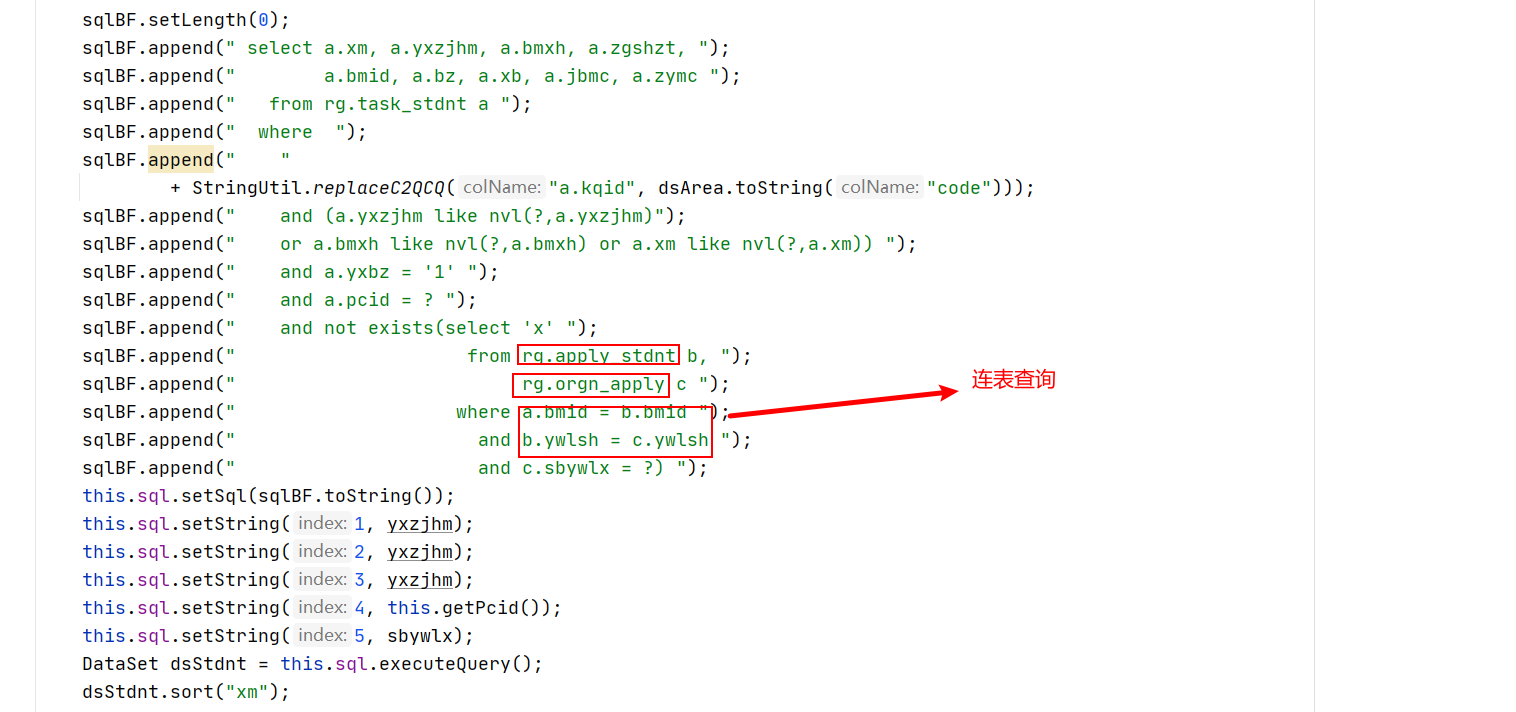 sqlBF.setLength(0);
sqlBF.append(" select a.xm, a.yxzjhm, a.bmxh, a.zgshzt, ");
sqlBF.append("        a.bmid, a.bz, a.xb, a.jbmc, a.zymc ");
sqlBF.append("   from rg.task_stdnt a ");
sqlBF.append("  where  ");
sqlBF.append("    "
+ StringUtil.replaceC2QCQ( colName: "a.kqid", dsArea.toString( colName: "code")));
sqlBF.append("    and (a.yxzjhm like nvl(?,a.yxzjhm)");
sqlBF.append("    or a.bmxh like nvl(?,a.bmxh) or a.xm like nvl(?,a.xm)) ");
sqlBF.append("    and a.yxbz = '1' ");
sqlBF.append("    and a.pcid = ? ");
sqlBF.append("    and not exists(select 'x' ");
sqlBF.append("                     from rg.apply_stdnt b, ");
sqlBF.append("                          rg.orgn_apply c ");
sqlBF.append("                    where a.bmid = b.bmid ");
sqlBF.append("                      and b.ywlsh = c.ywlsh ");
sqlBF.append("                      and c.sbywlx = ?) ");
连表查询
this.sql.setSql(sqlBF.toString());
this.sql.setString( index: 1, yxzjhm);
this.sql.setString( index: 2, yxzjhm);
this.sql.setString( index: 3, yxzjhm);
this.sql.setString( index: 4, this.getPcid());
this.sql.setString( index: 5, sbywlx);
DataSet dsStdnt = this.sql.executeQuery();
dsStdnt.sort("xm");